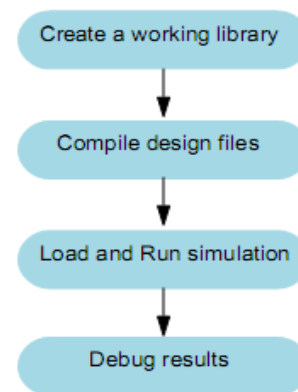 Create a working library
Compile design files
Load and Run simulation
Debug results